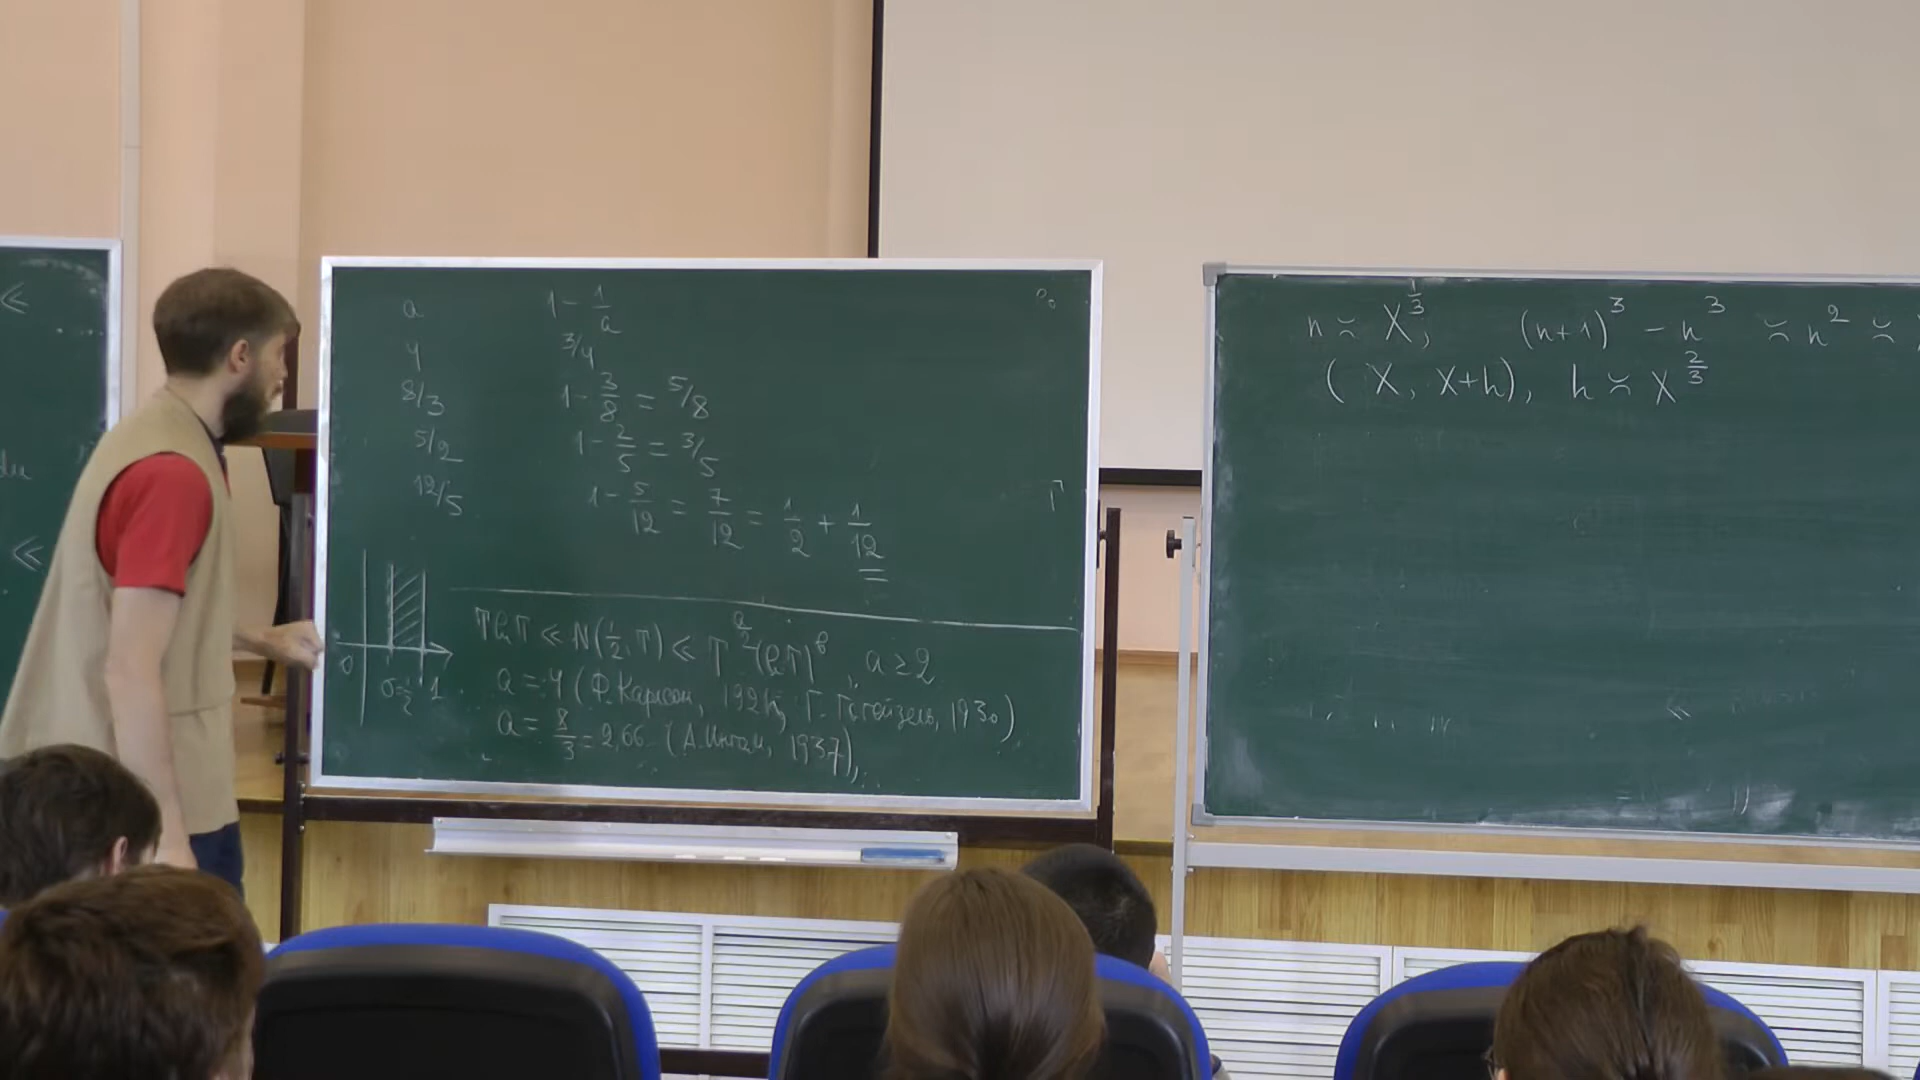 ≪
du
≪
a 1 - 1/a
4 3/4
8/3 1 - 3/8 = 5/8
5/2 1 - 2/5 = 3/5
12/5 1 - 5/12 = 7/12 = 1/2 + 1/12
0 σ=1/2 1
T ln T ≪ N(1/2, T) ≪ T^(a/2) (ln T)^b, a ≥ 2
a = 4 (Ф. Карлсон, Г. 1930)
a = 8/3 = 2,66.. (А. Ингам, 1937),
n ≍ X^(1/3), (n+1)^3 - n^3 ≍ n^2 ≍
(X, X+h), h ≍ X^(2/3)